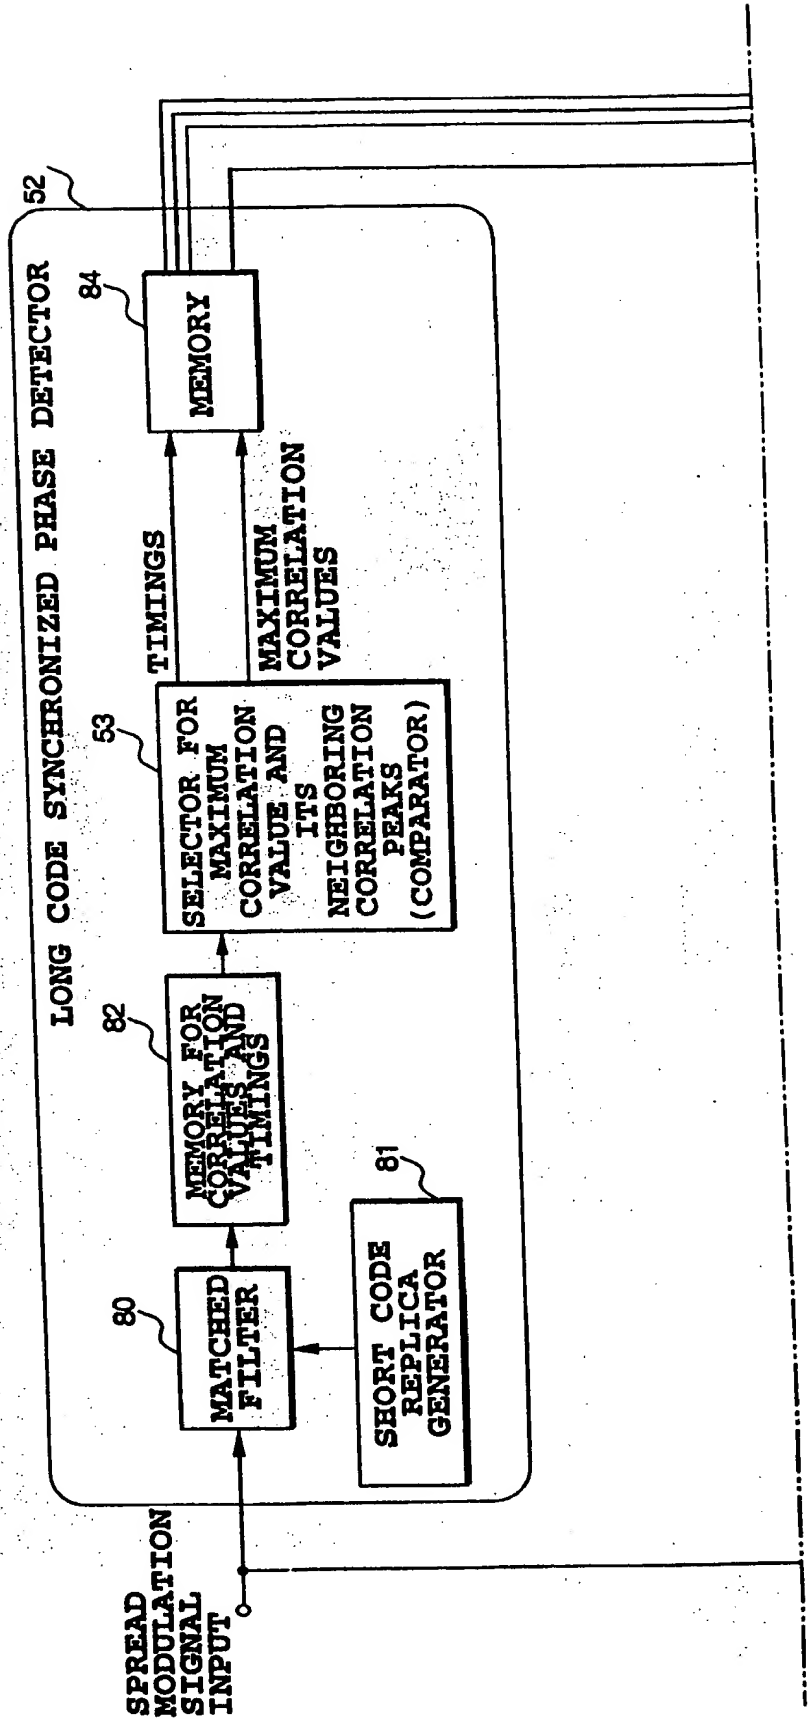 LONG CODE SYNCHRONIZED PHASE DETECTOR
52
SPREAD
MODULATION
SIGNAL
INPUT
80
MATCHED
FILTER
81
SHORT CODE
REPLICA
GENERATOR
82
MEMORY FOR
CORRELATION
VALUES AND
TIMINGS
53
SELECTOR FOR
MAXIMUM
CORRELATION
VALUE AND
ITS
NEIGHBORING
CORRELATION
PEAKS
(COMPARATOR)
TIMINGS
MAXIMUM
CORRELATION
VALUES
84
MEMORY